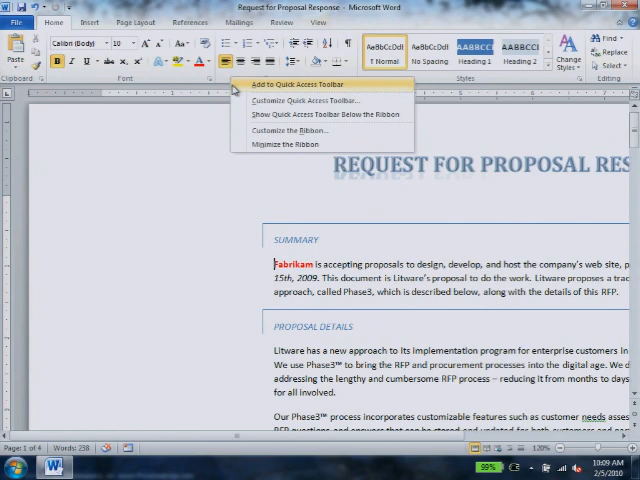 Request for Proposal Response - Microsoft Word
File Home Insert Page Layout References Mailings Review View
Calibri (Body) 10
Paste
B I U abc
AaBbCcDdI AaBbCcDdI AABBCCI AABBCCI
¶ Normal No Spacing Heading 1 Heading 2
Change Styles
Find
Replace
Select
Clipboard Font Styles Editing
Add to Quick Access Toolbar
Customize Quick Access Toolbar...
Show Quick Access Toolbar Below the Ribbon
Customize the Ribbon...
Minimize the Ribbon
REQUEST FOR PROPOSAL RES
SUMMARY
Fabrikam is accepting proposals to design, develop, and host the company's web site, p
15th, 2009. This document is Litware's proposal to do the work. Litware proposes a trac
approach, called Phase3, which is described below, along with the details of this RFP.
PROPOSAL DETAILS
Litware has a new approach to its implementation program for enterprise customers in
We use Phase3™ to bring the RFP and procurement processes into the digital age. We d
addressing the lengthy and cumbersome RFP process – reducing it from months to days
for all involved.
Our Phase3™ process incorporates customizable features such as customer needs asses
Page: 1 of 4 Words: 238 120%
99% 10:09 AM
2/5/2010